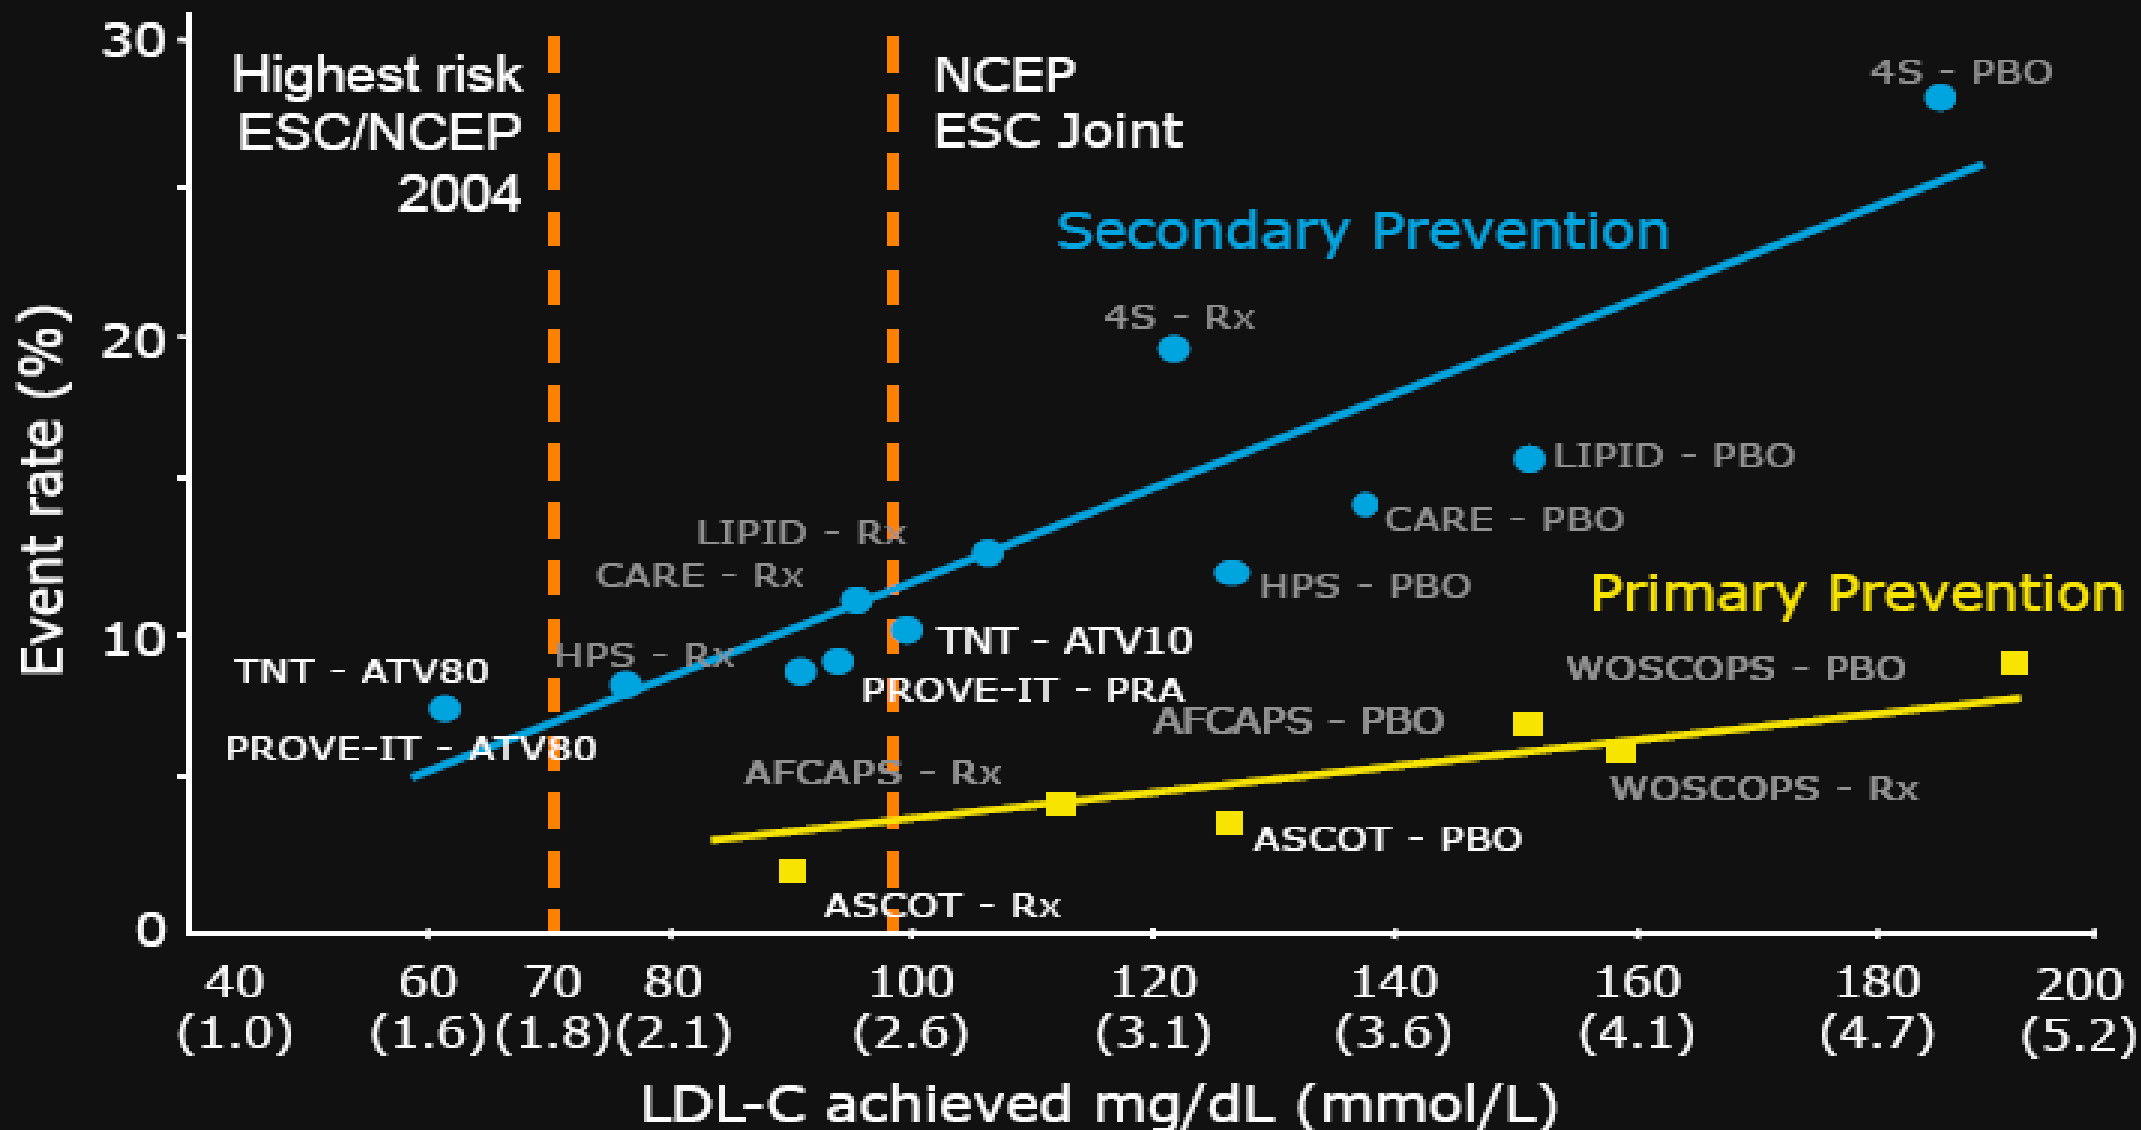 30
Highest risk
ESC/NCEP
2004
NCEP
ESC Joint
4S - PBO
Secondary Prevention
4S - Rx
20
Event rate (%)
LIPID - PBO
CARE - PBO
LIPID - Rx
CARE - Rx
HPS - PBO
Primary Prevention
10
TNT - ATV10
HPS - Rx
TNT - ATV80
PROVE-IT - PRA
WOSCOPS - PBO
AFCAPS - PBO
PROVE-IT - ATV80
AFCAPS - Rx
WOSCOPS - Rx
ASCOT - PBO
ASCOT - Rx
0
40 60 70 80 100 120 140 160 180 200
(1.0) (1.6) (1.8) (2.1) (2.6) (3.1) (3.6) (4.1) (4.7) (5.2)
LDL-C achieved mg/dL (mmol/L)